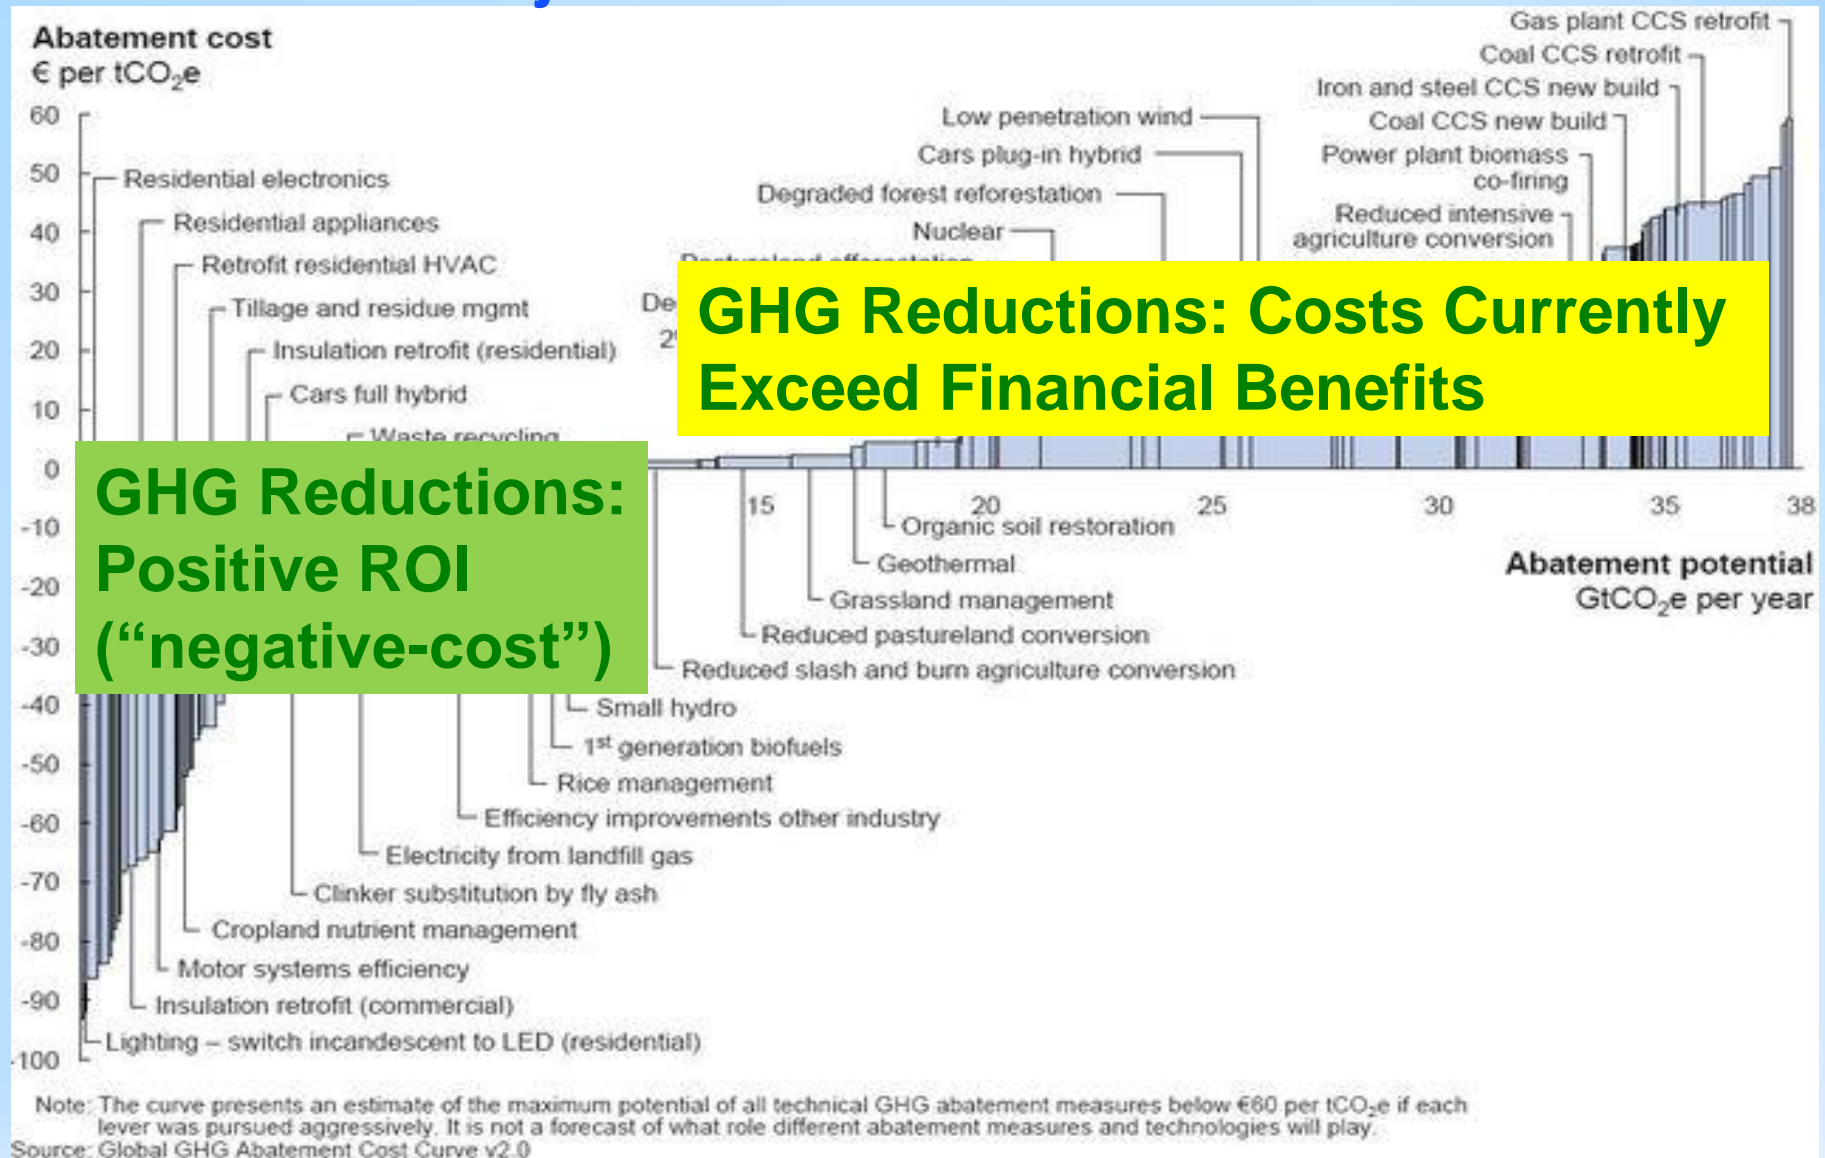 Abatement cost
€ per tCO₂e
Gas plant CCS retrofit
Coal CCS retrofit
Iron and steel CCS new build
Coal CCS new build
Power plant biomass
co-firing
Reduced intensive
agriculture conversion
Low penetration wind
Cars plug-in hybrid
Degraded forest reforestation
Nuclear
Pastureland afforestation
60
50
40
30
20
10
0
-10
-20
-30
-40
-50
-60
-70
-80
-90
-100
Residential electronics
Residential appliances
Retrofit residential HVAC
Tillage and residue mgmt
Insulation retrofit (residential)
Cars full hybrid
Waste recycling
GHG Reductions: Costs Currently
Exceed Financial Benefits
GHG Reductions:
Positive ROI
(“negative-cost”)
15 20 25 30 35 38
Abatement potential
GtCO₂e per year
Organic soil restoration
Geothermal
Grassland management
Reduced pastureland conversion
Reduced slash and burn agriculture conversion
Small hydro
1st generation biofuels
Rice management
Efficiency improvements other industry
Electricity from landfill gas
Clinker substitution by fly ash
Cropland nutrient management
Motor systems efficiency
Insulation retrofit (commercial)
Lighting – switch incandescent to LED (residential)
Note: The curve presents an estimate of the maximum potential of all technical GHG abatement measures below €60 per tCO₂e if each
lever was pursued aggressively. It is not a forecast of what role different abatement measures and technologies will play.
Source: Global GHG Abatement Cost Curve v2.0